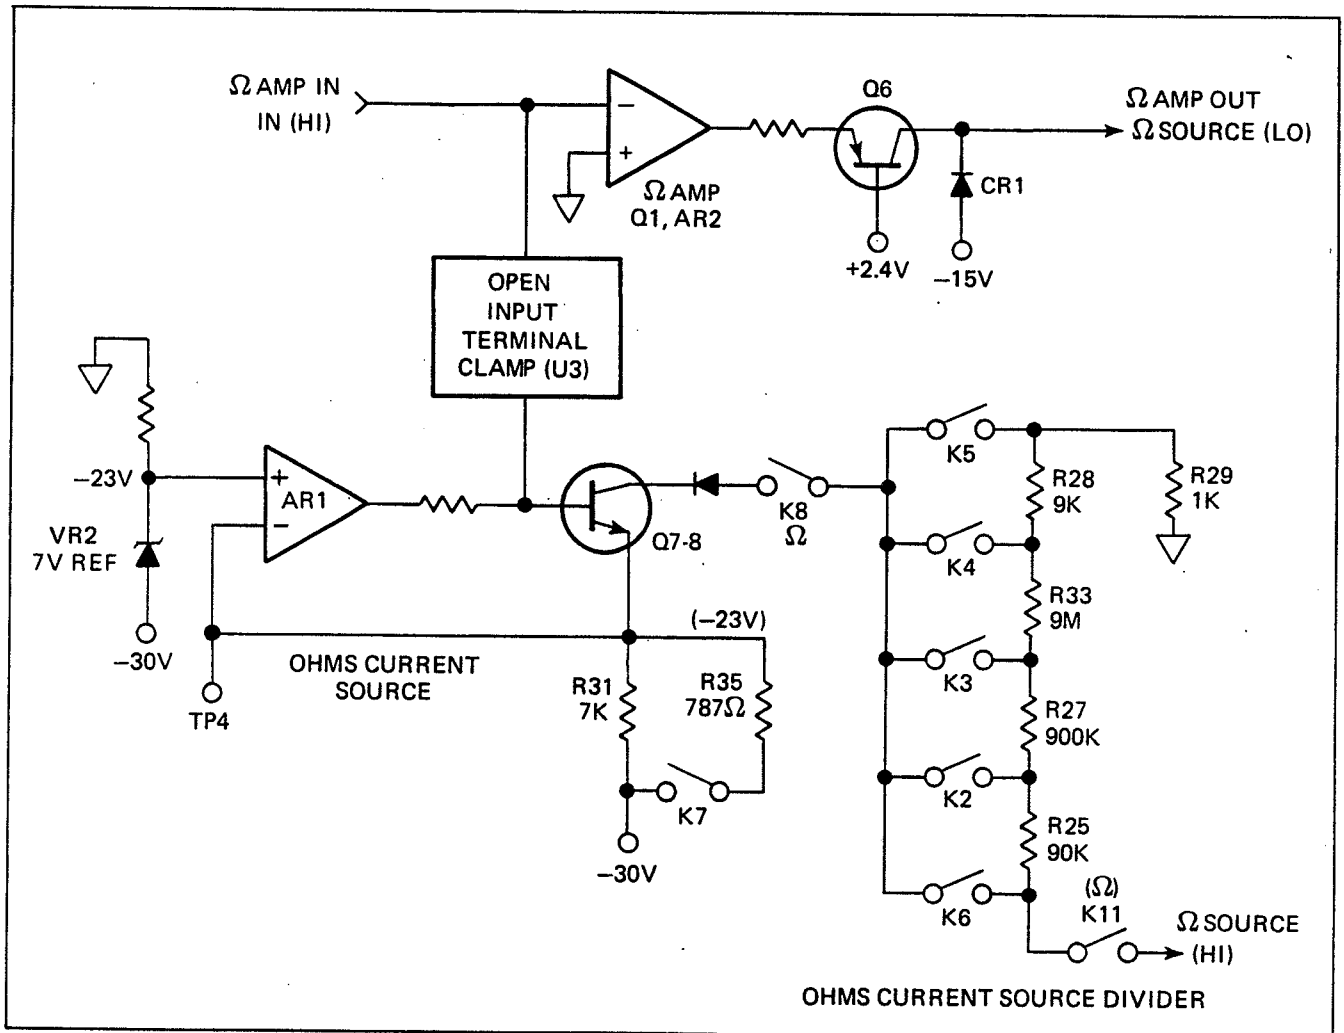 Ω AMP IN
IN (HI)
−
+
Ω AMP
Q1, AR2
Q6
+2.4V
CR1
−15V
Ω AMP OUT
Ω SOURCE (LO)
OPEN
INPUT
TERMINAL
CLAMP (U3)
−23V
VR2
7V REF
−30V
+
AR1
−
TP4
OHMS CURRENT
SOURCE
Q7-8
(−23V)
R31
7K
R35
787Ω
K7
−30V
K8
Ω
K5
K4
K3
K2
K6
R28
9K
R29
1K
R33
9M
R27
900K
R25
90K
(Ω)
K11
Ω SOURCE
(HI)
OHMS CURRENT SOURCE DIVIDER